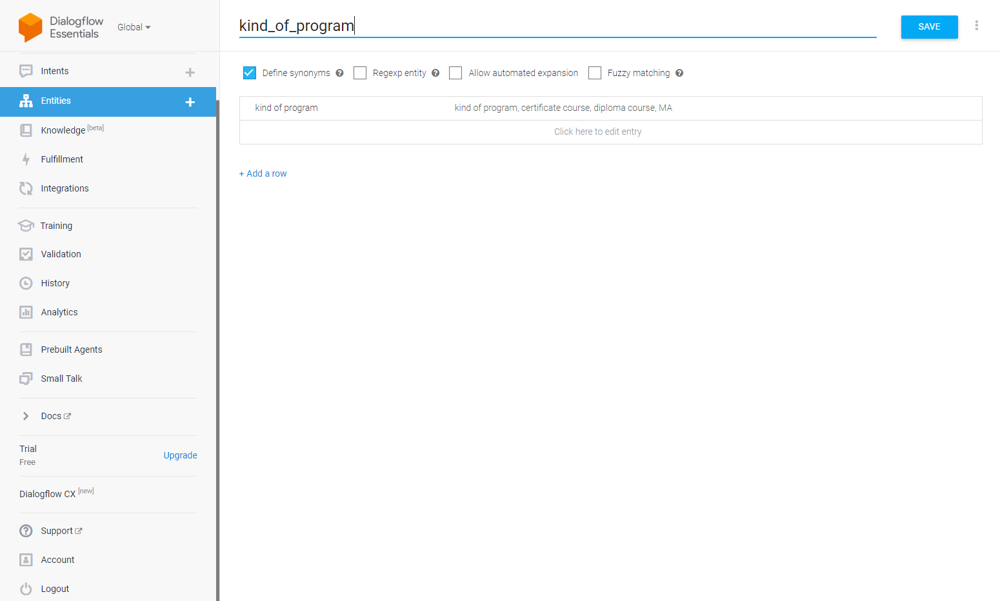 Dialogflow
Essentials
Global
kind_of_program
SAVE
Intents
Entities
Knowledge [beta]
Fulfillment
Integrations
Training
Validation
History
Analytics
Prebuilt Agents
Small Talk
Docs
Trial
Free
Upgrade
Dialogflow CX [new]
Support
Account
Logout
Define synonyms ? Regexp entity ? Allow automated expansion Fuzzy matching ?
kind of program kind of program, certificate course, diploma course, MA
Click here to edit entry
+ Add a row